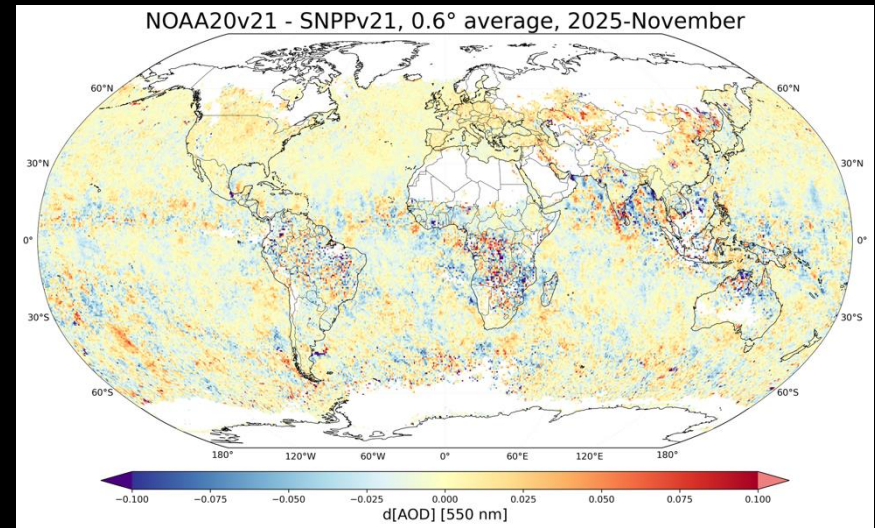 NOAA20v21 - SNPPv21, 0.6° average, 2025-November
60°N 60°N
30°N 30°N
0° 0°
30°S 30°S
60°S 60°S
180° 120°W 60°W 0° 60°E 120°E 180°
−0.100 −0.075 −0.050 −0.025 0.000 0.025 0.050 0.075 0.100
d[AOD] [550 nm]